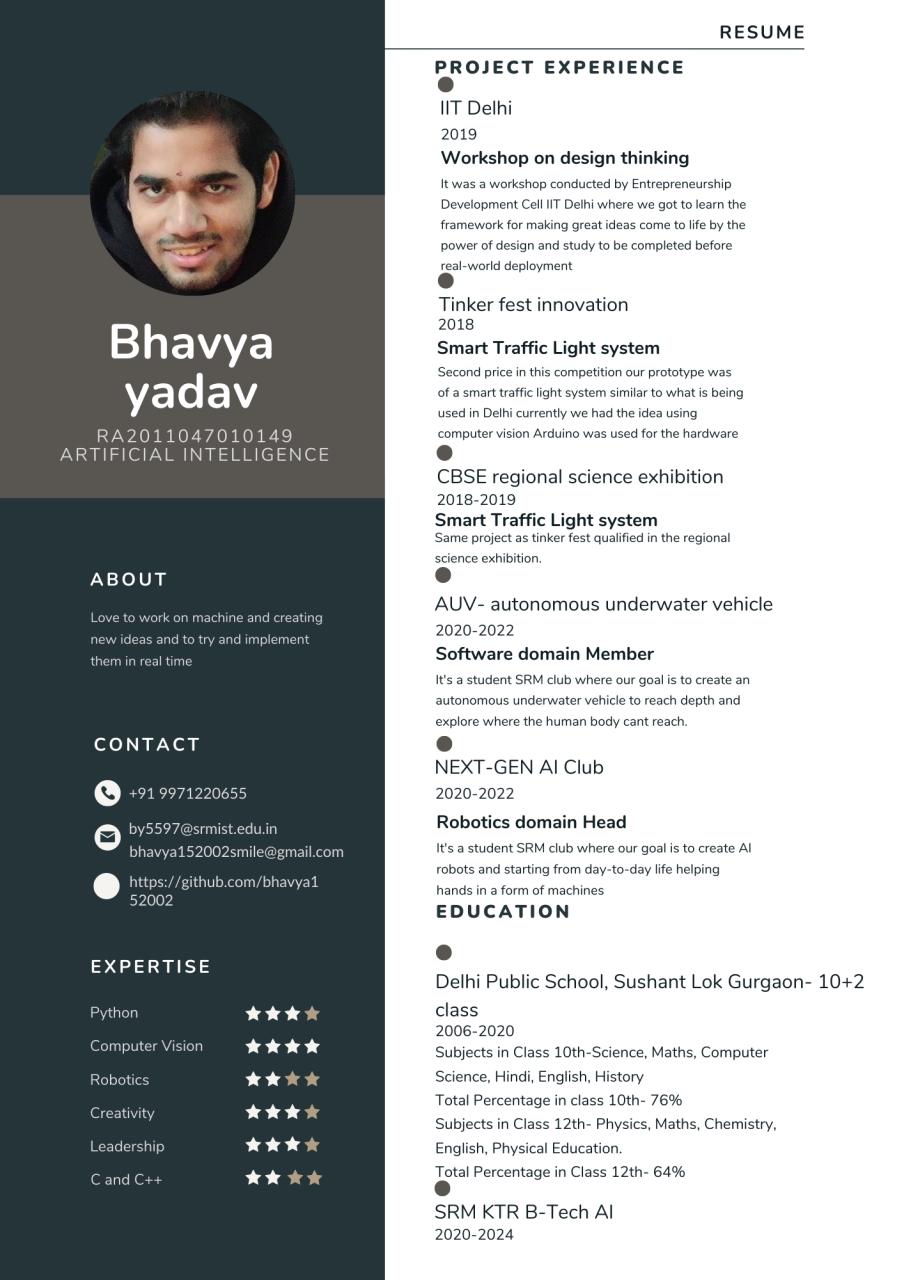 RESUME
Bhavya
yadav
RA2011047010149
ARTIFICIAL INTELLIGENCE
ABOUT
Love to work on machine and creating
new ideas and to try and implement
them in real time
CONTACT
+91 9971220655
by5597@srmist.edu.in
bhavya152002smile@gmail.com
https://github.com/bhavya1
52002
EXPERTISE
Python
Computer Vision
Robotics
Creativity
Leadership
C and C++
PROJECT EXPERIENCE
IIT Delhi
2019
Workshop on design thinking
It was a workshop conducted by Entrepreneurship
Development Cell IIT Delhi where we got to learn the
framework for making great ideas come to life by the
power of design and study to be completed before
real-world deployment
Tinker fest innovation
2018
Smart Traffic Light system
Second price in this competition our prototype was
of a smart traffic light system similar to what is being
used in Delhi currently we had the idea using
computer vision Arduino was used for the hardware
CBSE regional science exhibition
2018-2019
Smart Traffic Light system
Same project as tinker fest qualified in the regional
science exhibition.
AUV- autonomous underwater vehicle
2020-2022
Software domain Member
It's a student SRM club where our goal is to create an
autonomous underwater vehicle to reach depth and
explore where the human body cant reach.
NEXT-GEN AI Club
2020-2022
Robotics domain Head
It's a student SRM club where our goal is to create AI
robots and starting from day-to-day life helping
hands in a form of machines
EDUCATION
Delhi Public School, Sushant Lok Gurgaon- 10+2
class
2006-2020
Subjects in Class 10th-Science, Maths, Computer
Science, Hindi, English, History
Total Percentage in class 10th- 76%
Subjects in Class 12th- Physics, Maths, Chemistry,
English, Physical Education.
Total Percentage in Class 12th- 64%
SRM KTR B-Tech AI
2020-2024